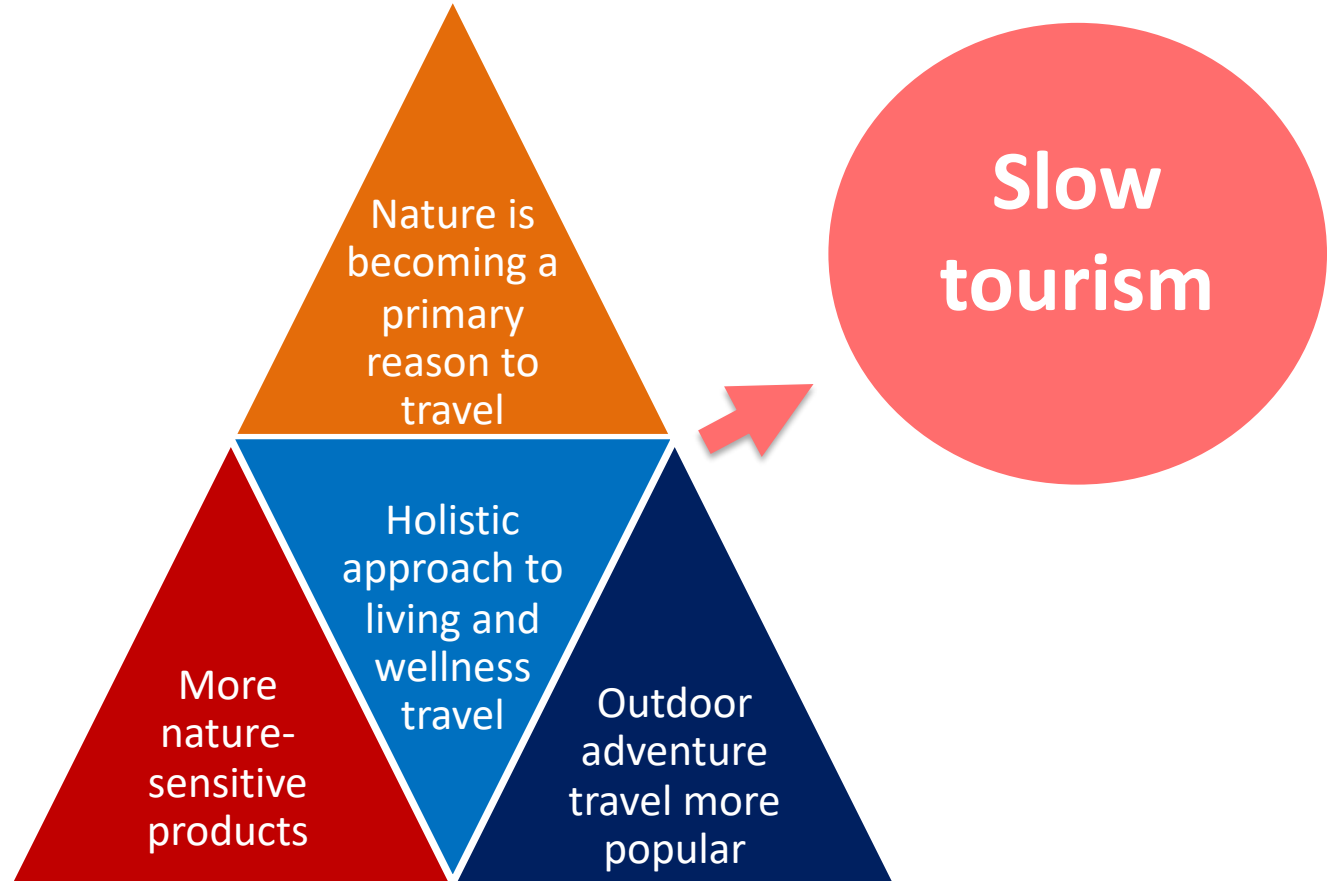 Nature is
becoming a
primary
reason to
travel
Slow
tourism
Holistic
approach to
living and
wellness
travel
More
nature-
sensitive
products
Outdoor
adventure
travel more
popular